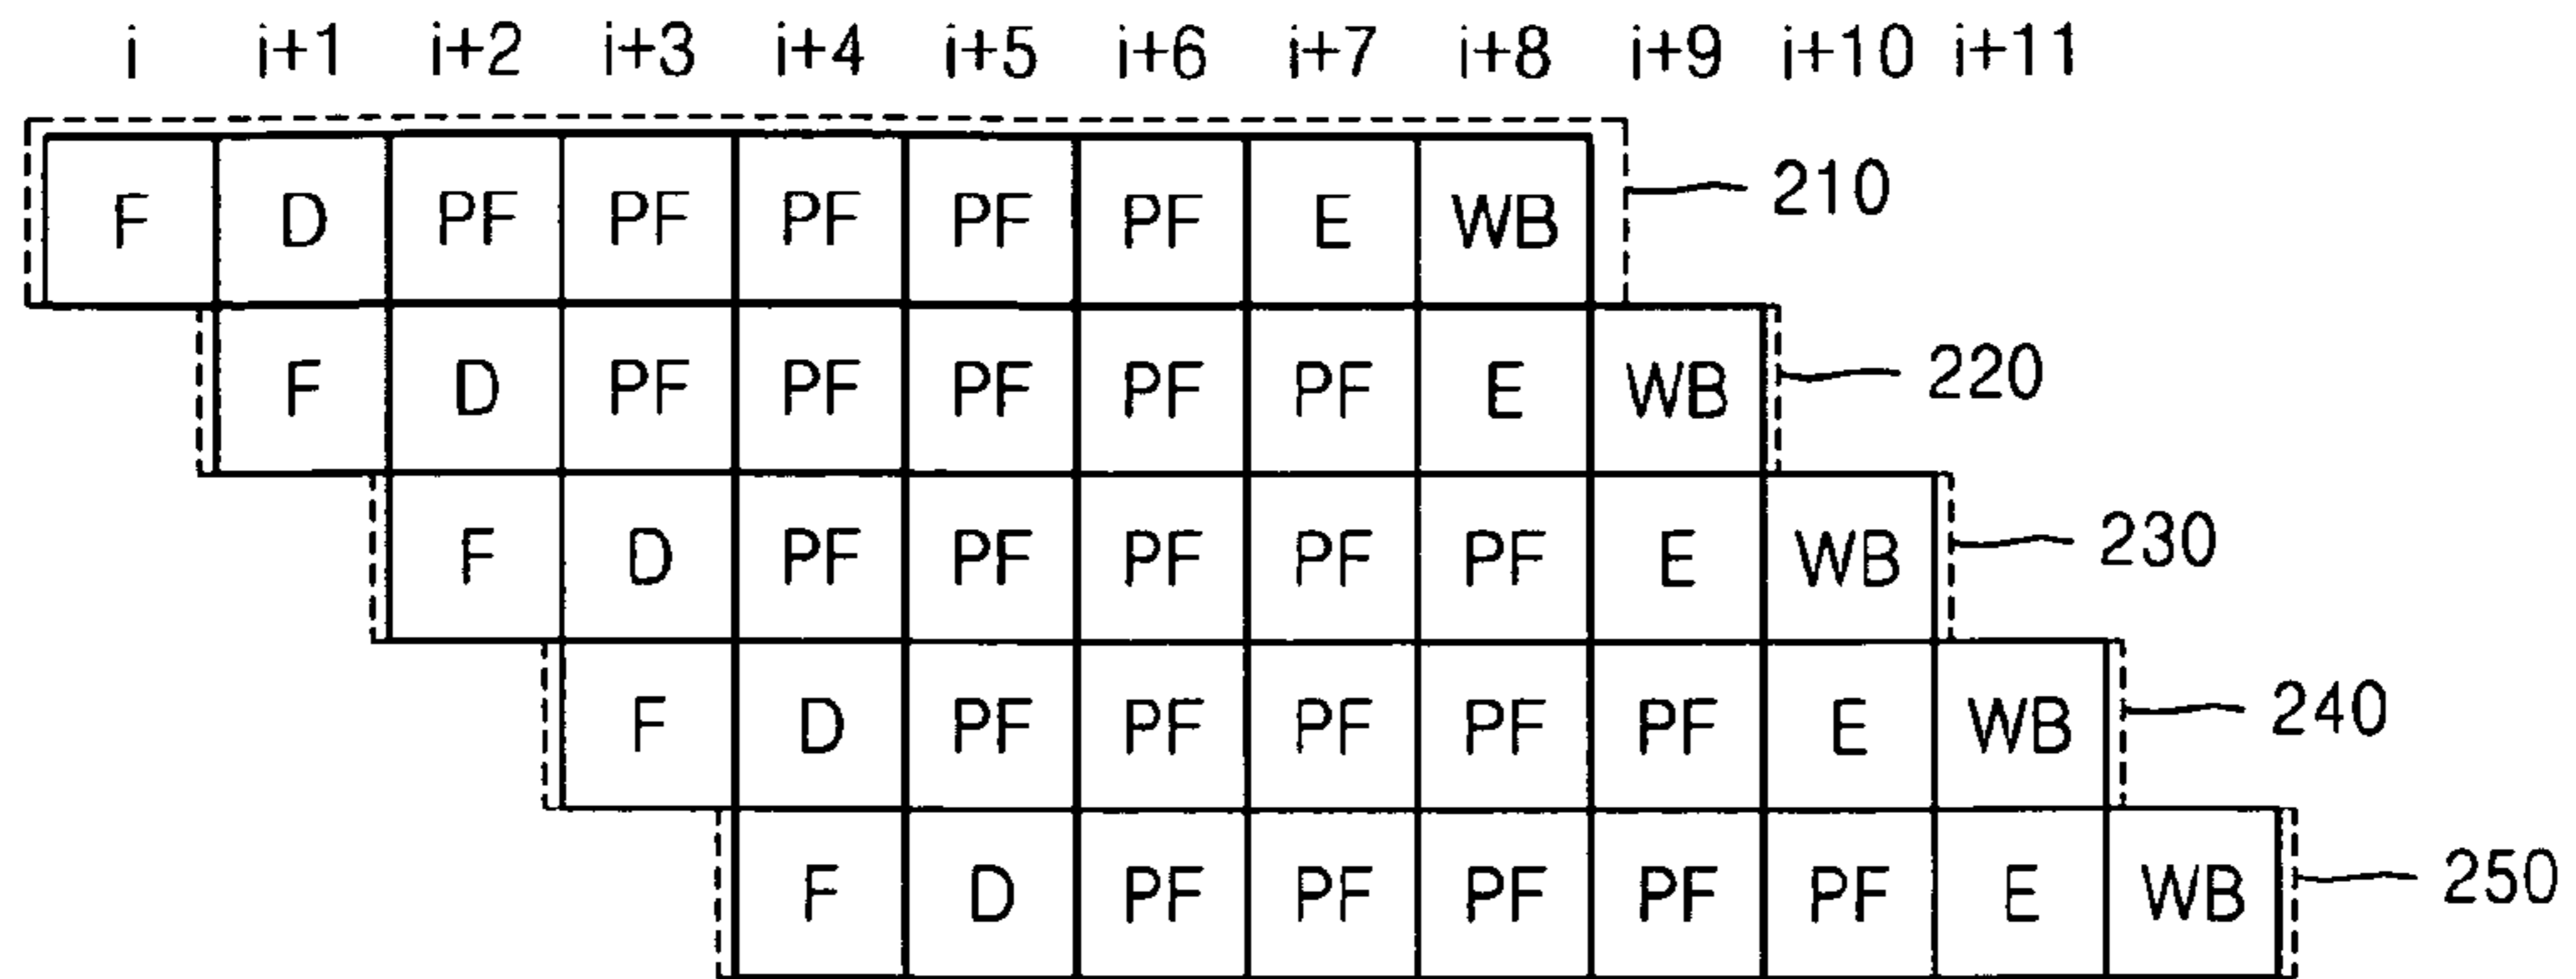 i i+1 i+2 i+3 i+4 i+5 i+6 i+7 i+8 i+9 i+10 i+11
F D PF PF PF PF PF E WB 210
F D PF PF PF PF PF E WB 220
F D PF PF PF PF PF E WB 230
F D PF PF PF PF PF E WB 240
F D PF PF PF PF PF E WB 250